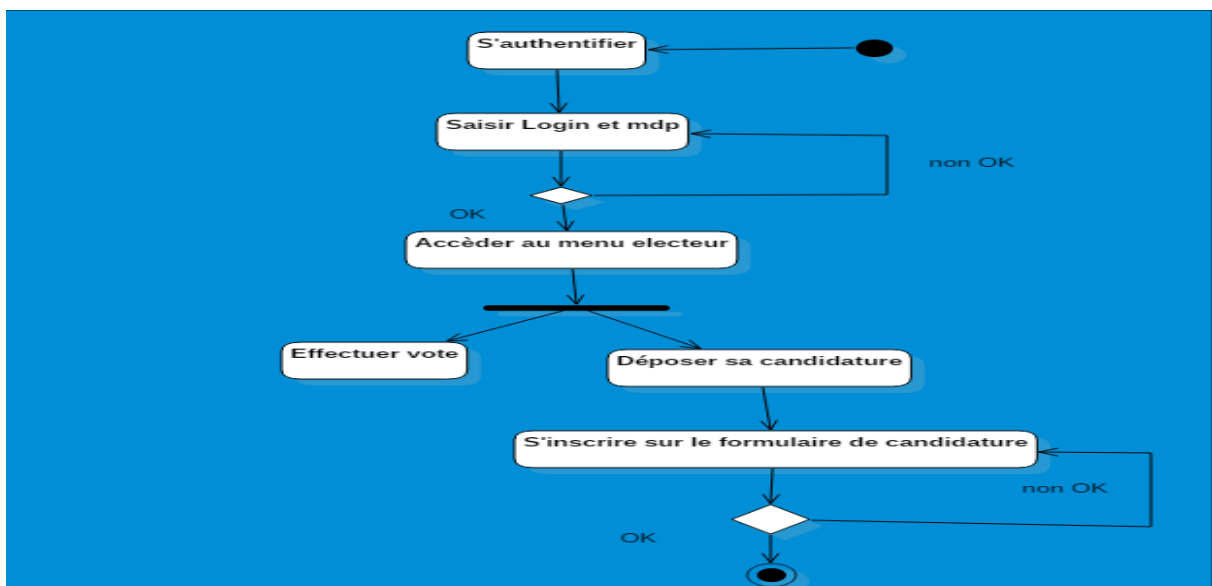 S'authentifier
Saisir Login et mdp
non OK
OK
Accèder au menu electeur
Effectuer vote
Déposer sa candidature
S'inscrire sur le formulaire de candidature
non OK
OK